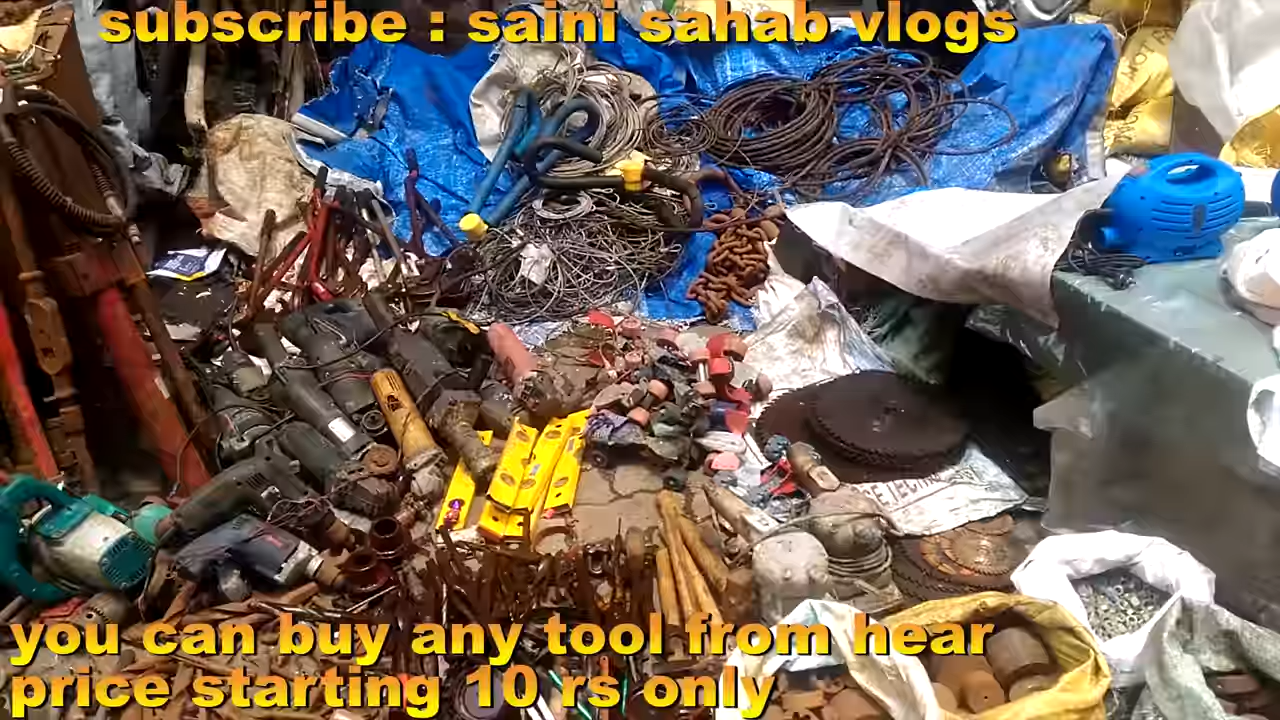 subscribe : saini sahab vlogs
you can buy any tool from hear
price starting 10 rs only